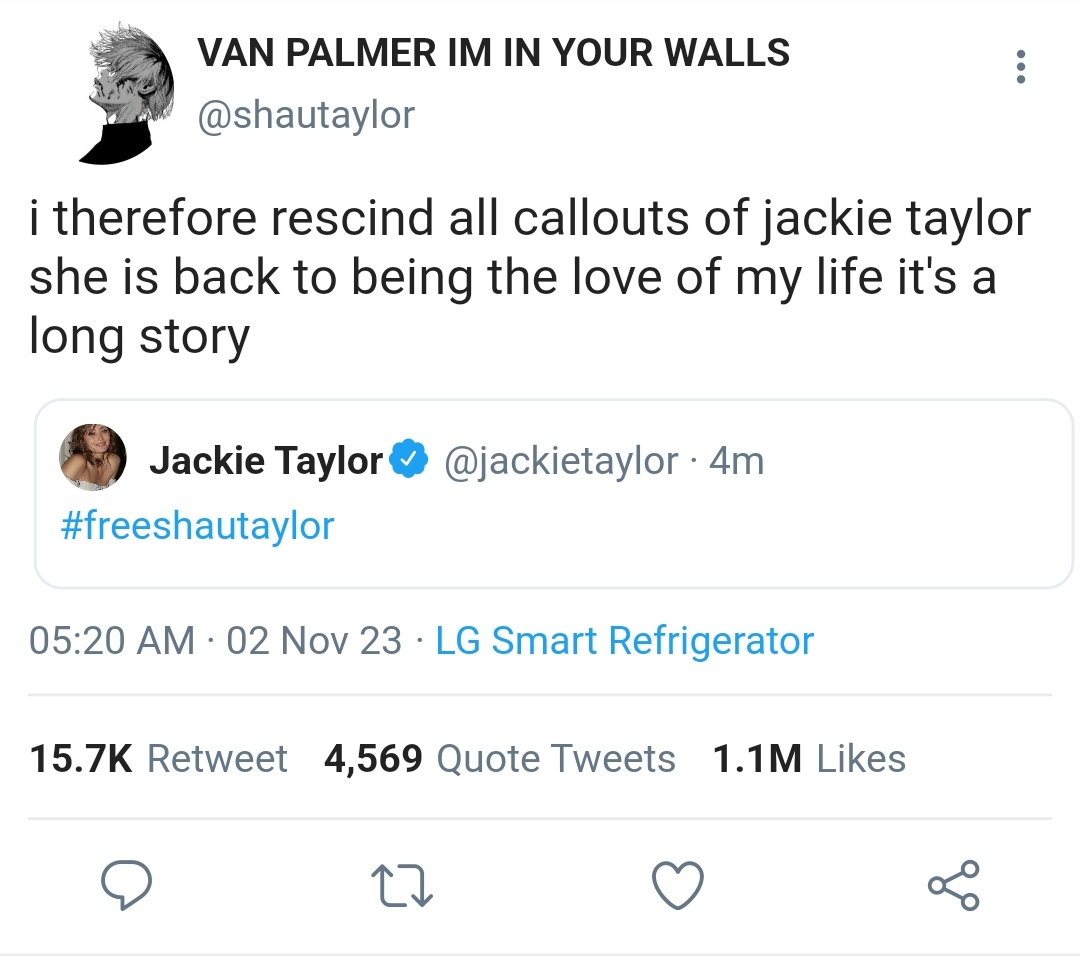 VAN PALMER IM IN YOUR WALLS
@shautaylor
i therefore rescind all callouts of jackie taylor
she is back to being the love of my life it's a
long story
Jackie Taylor @jackietaylor · 4m
#freeshautaylor
05:20 AM · 02 Nov 23 · LG Smart Refrigerator
15.7K Retweet 4,569 Quote Tweets 1.1M Likes